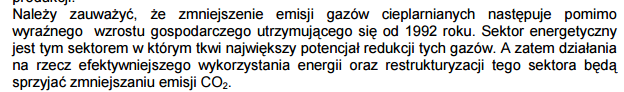 produkcji.
Należy zauważyć, że zmniejszenie emisji gazów cieplarnianych następuje pomimo
wyraźnego wzrostu gospodarczego utrzymującego się od 1992 roku. Sektor energetyczny
jest tym sektorem w którym tkwi największy potencjał redukcji tych gazów. A zatem działania
na rzecz efektywniejszego wykorzystania energii oraz restrukturyzacji tego sektora będą
sprzyjać zmniejszaniu emisji CO₂.